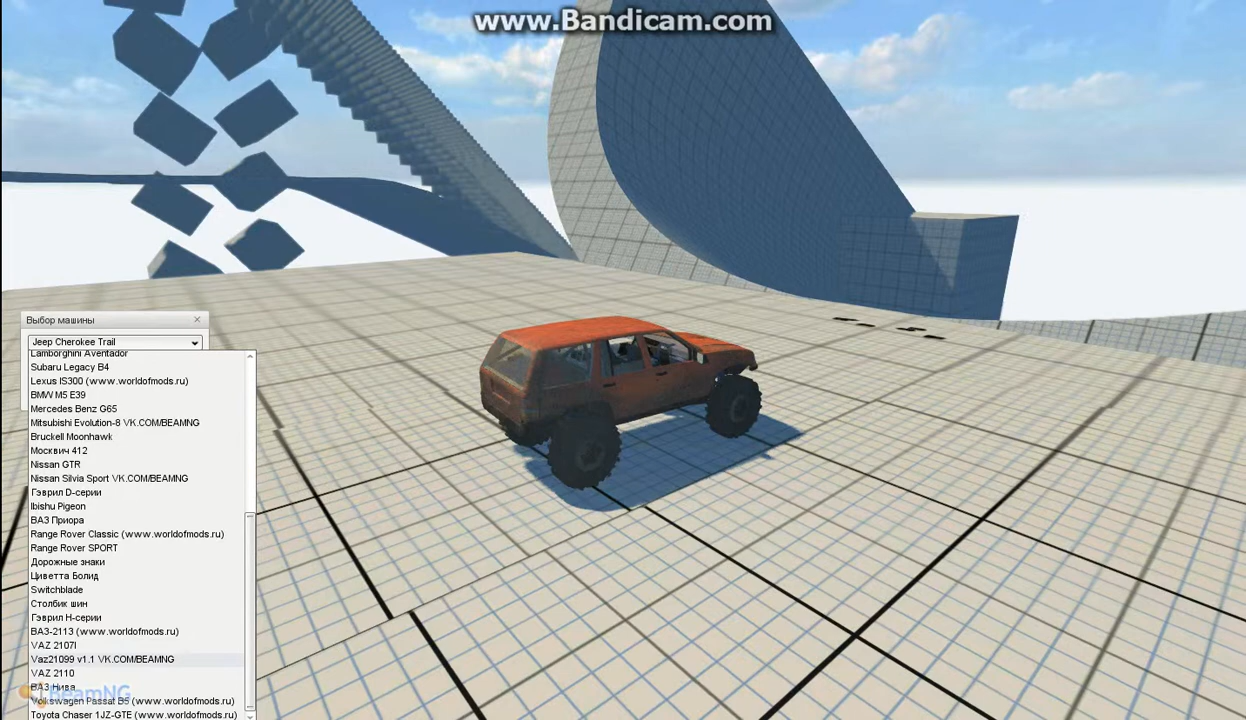 www.Bandicam.com
Выбор машины
Jeep Cherokee Trail
Lamborghini Aventador
Subaru Legacy B4
Lexus IS300 (www.worldofmods.ru)
BMW M5 E39
Mercedes Benz G65
Mitsubishi Evolution-8 VK.COM/BEAMNG
Bruckell Moonhawk
Москвич 412
Nissan GTR
Nissan Silvia Sport VK.COM/BEAMNG
Гэврил D-серии
Ibishu Pigeon
ВАЗ Приора
Range Rover Classic (www.worldofmods.ru)
Range Rover SPORT
Дорожные знаки
Циветта Болид
Switchblade
Столбик шин
Гэврил Н-серии
ВАЗ-2113 (www.worldofmods.ru)
VAZ 2107I
Vaz21099 v1.1 VK.COM/BEAMNG
VAZ 2110
ВАЗ Нива
BeamNG
Volkswagen Passat B5 (www.worldofmods.ru)
Toyota Chaser 1JZ-GTE (www.worldofmods.ru)